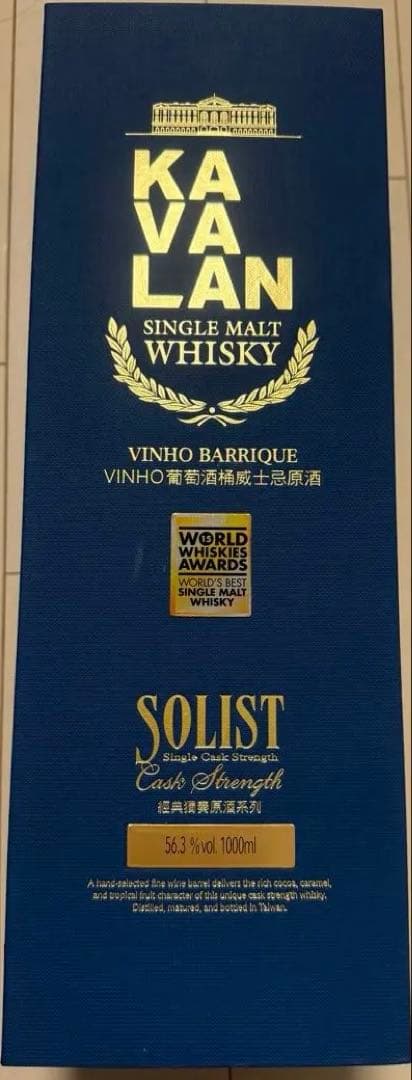 KA
VA
LAN
SINGLE MALT
WHISKY
VINHO BARRIQUE
VINHO葡萄酒桶威士忌原酒
WORLD
WHISKIES
AWARDS
WORLD'S BEST
SINGLE MALT
WHISKY
SOLIST
Single Cask Strength
Cask Strength
經典獨奏原酒系列
56.3 %vol. 1000ml
A hand-selected fine wine barrel delivers the rich cocoa, caramel,
and tropical fruit character of this unique cask strength whisky.
Distilled, matured, and bottled in Taiwan.